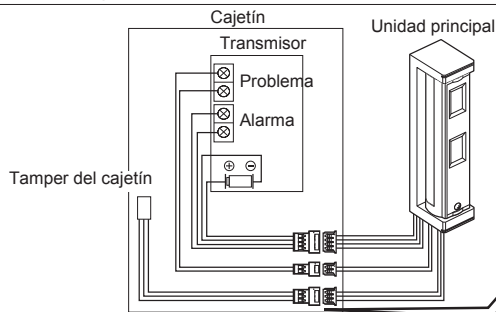 Cajetín
Unidad principal
Transmisor
Problema
Alarma
Tamper del cajetín